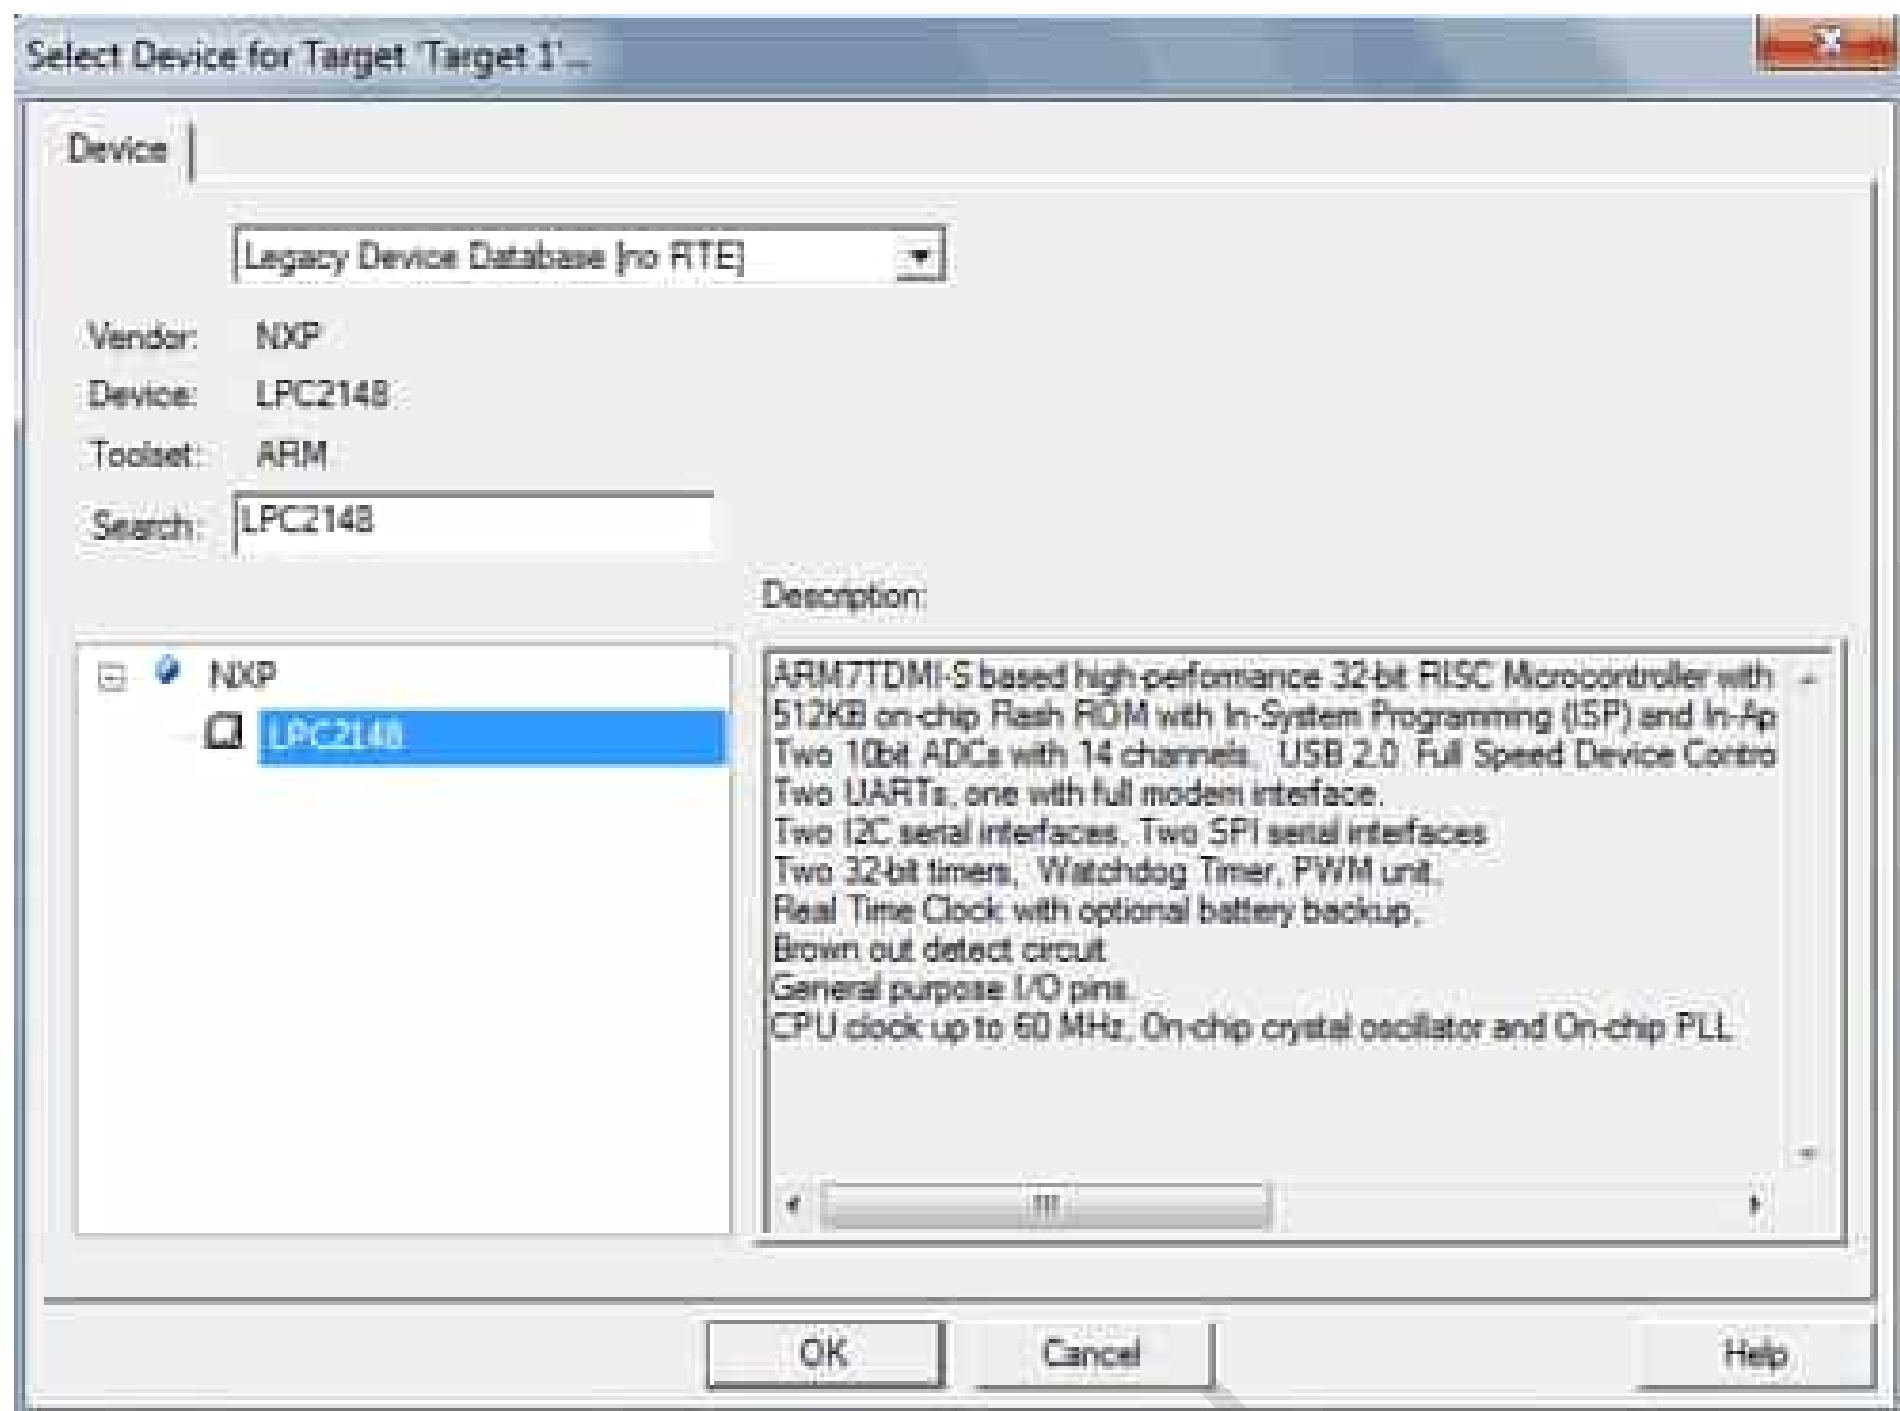 Select Device for Target 'Target 1'...
Device
Legacy Device Database [no RTE]
Vendor: NXP
Device: LPC2148
Toolset: ARM
Search: LPC2148
Description:
NXP
LPC2148
ARM7TDMI-S based high-performance 32-bit RISC Microcontroller with
512KB on-chip Flash ROM with In-System Programming (ISP) and In-Ap
Two 10bit ADCs with 14 channels, USB 2.0 Full Speed Device Contro
Two UARTs, one with full modem interface.
Two I2C serial interfaces, Two SPI serial interfaces
Two 32-bit timers, Watchdog Timer, PWM unit,
Real Time Clock with optional battery backup,
Brown out detect circuit
General purpose I/O pins.
CPU clock up to 60 MHz, On-chip crystal oscillator and On-chip PLL
OK
Cancel
Help